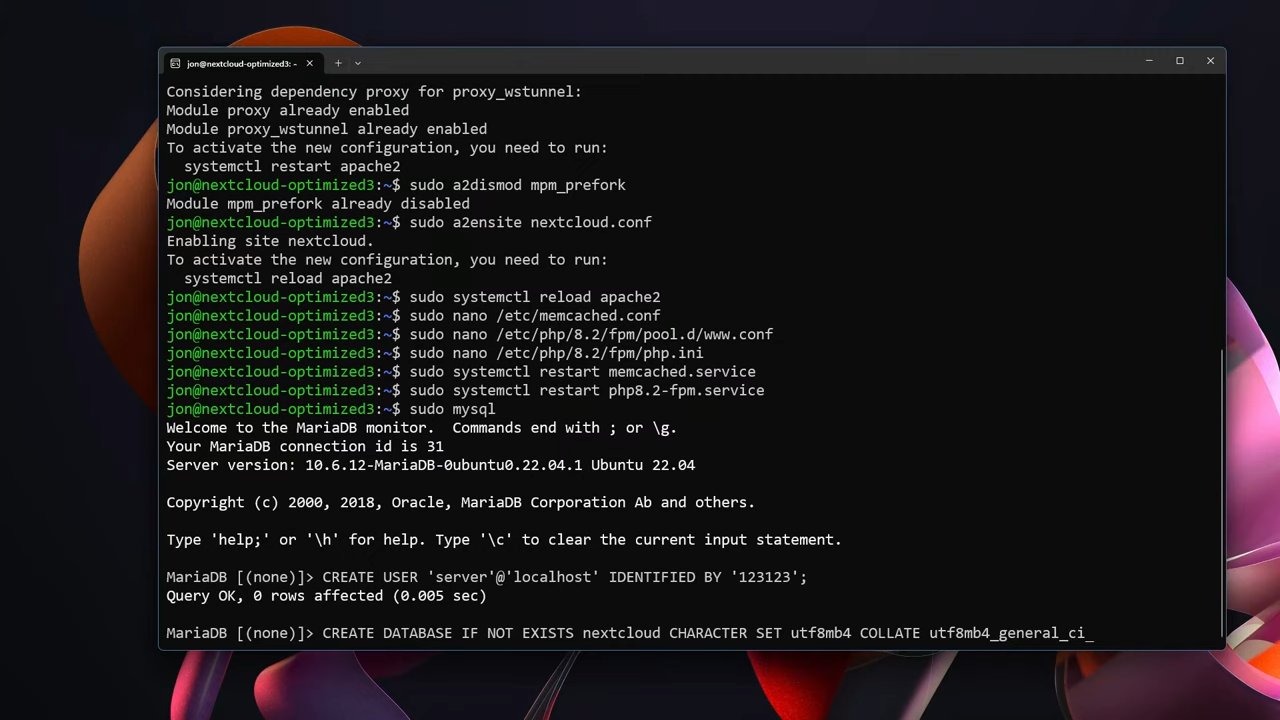 jon@nextcloud-optimized3: ~
Considering dependency proxy for proxy_wstunnel:
Module proxy already enabled
Module proxy_wstunnel already enabled
To activate the new configuration, you need to run:
  systemctl restart apache2
jon@nextcloud-optimized3:~$ sudo a2dismod mpm_prefork
Module mpm_prefork already disabled
jon@nextcloud-optimized3:~$ sudo a2ensite nextcloud.conf
Enabling site nextcloud.
To activate the new configuration, you need to run:
  systemctl reload apache2
jon@nextcloud-optimized3:~$ sudo systemctl reload apache2
jon@nextcloud-optimized3:~$ sudo nano /etc/memcached.conf
jon@nextcloud-optimized3:~$ sudo nano /etc/php/8.2/fpm/pool.d/www.conf
jon@nextcloud-optimized3:~$ sudo nano /etc/php/8.2/fpm/php.ini
jon@nextcloud-optimized3:~$ sudo systemctl restart memcached.service
jon@nextcloud-optimized3:~$ sudo systemctl restart php8.2-fpm.service
jon@nextcloud-optimized3:~$ sudo mysql
Welcome to the MariaDB monitor.  Commands end with ; or \g.
Your MariaDB connection id is 31
Server version: 10.6.12-MariaDB-0ubuntu0.22.04.1 Ubuntu 22.04
Copyright (c) 2000, 2018, Oracle, MariaDB Corporation Ab and others.
Type 'help;' or '\h' for help. Type '\c' to clear the current input statement.
MariaDB [(none)]> CREATE USER 'server'@'localhost' IDENTIFIED BY '123123';
Query OK, 0 rows affected (0.005 sec)
MariaDB [(none)]> CREATE DATABASE IF NOT EXISTS nextcloud CHARACTER SET utf8mb4 COLLATE utf8mb4_general_ci_